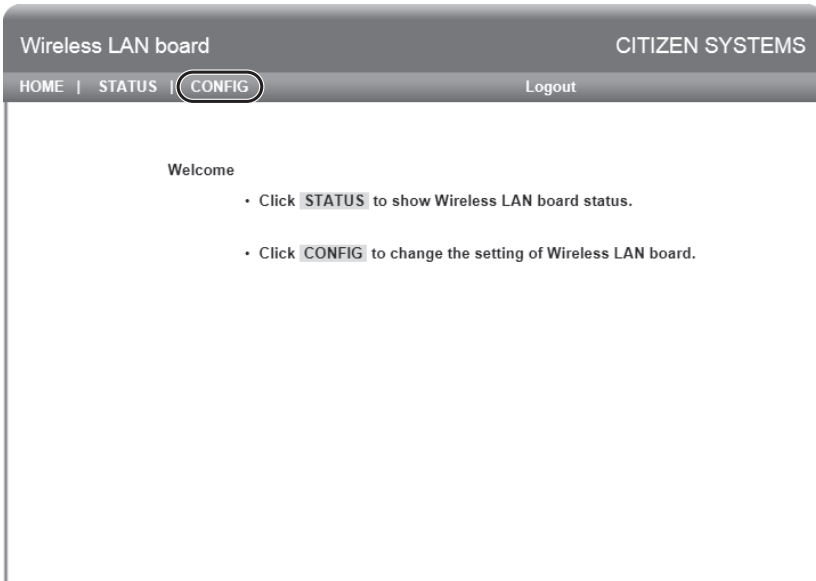 Wireless LAN board CITIZEN SYSTEMS
HOME | STATUS | CONFIG Logout
Welcome
• Click STATUS to show Wireless LAN board status.
• Click CONFIG to change the setting of Wireless LAN board.